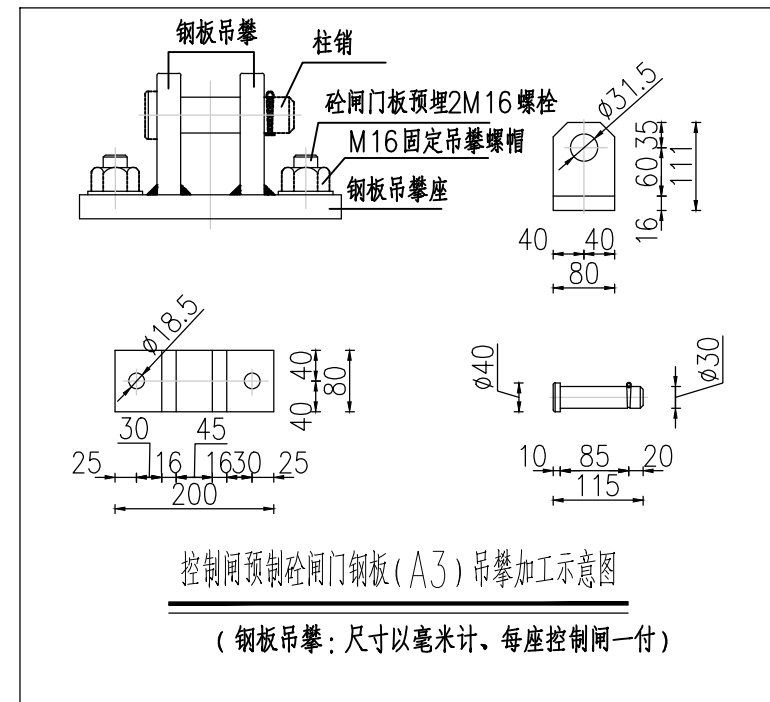 钢板吊攀
柱销
砼闸门板预埋2M16螺栓
M16固定吊攀螺帽
钢板吊攀座
ø31.5
35
60
111
16
40 40
80
ø18.5
40
80
40
30 45
25 16 16 30 25
200
ø40
ø30
10 85 20
115
控制闸预制砼闸门钢板(A3)吊攀加工示意图
(钢板吊攀:尺寸以毫米计、每座控制闸一付)